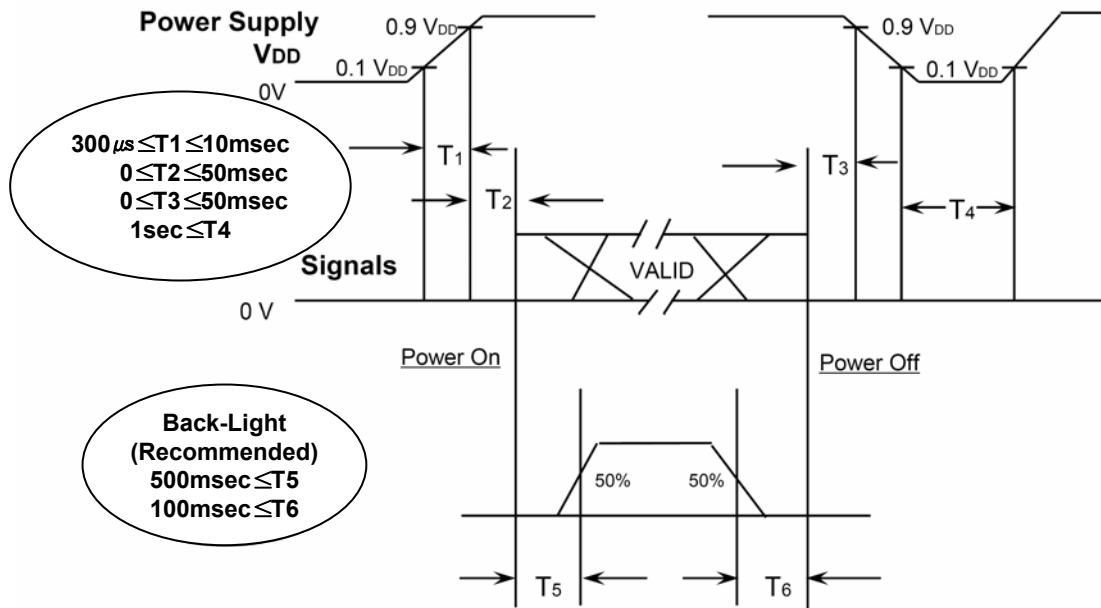 Power Supply
VDD
0.9 VDD
0.9 VDD
0.1 VDD
0.1 VDD
0V
300 µs ≤T1 ≤10msec
0 ≤T2 ≤50msec
0 ≤T3 ≤50msec
1sec ≤T4
T1
T2
T3
T4
Signals
VALID
0 V
Power On
Power Off
Back-Light
(Recommended)
500msec ≤T5
100msec ≤T6
50%
50%
T5
T6